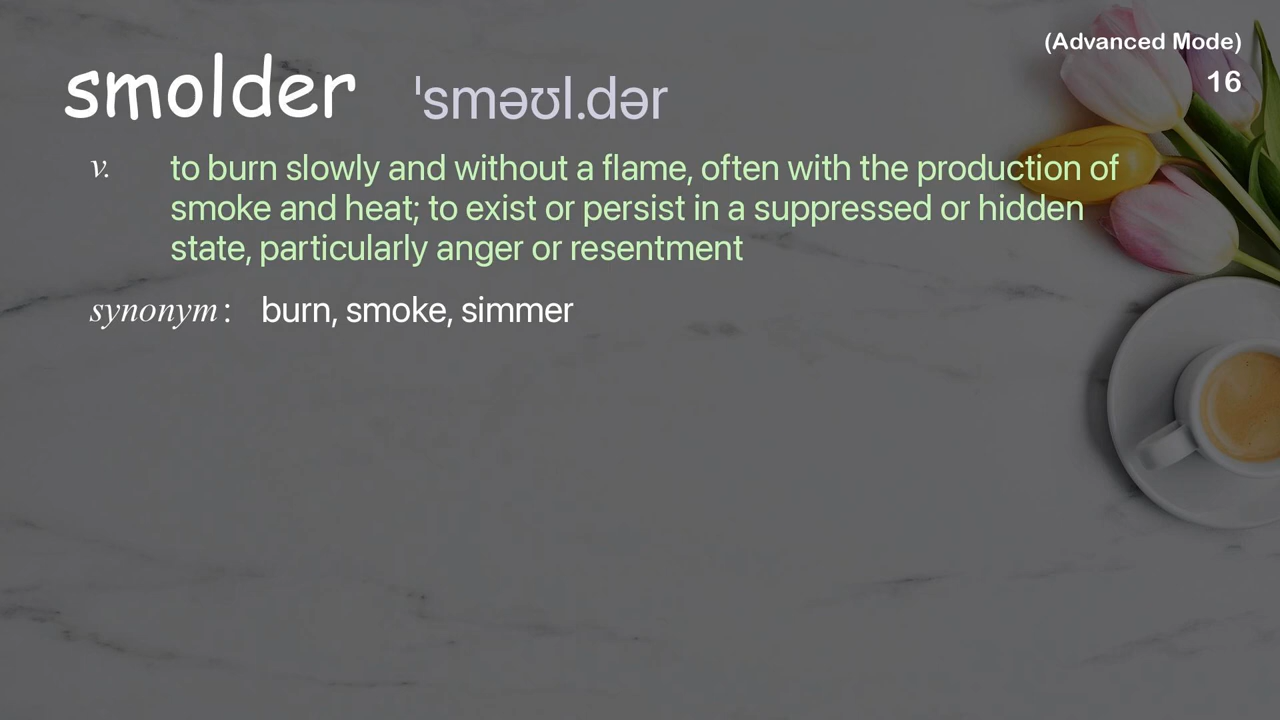 (Advanced Mode)
16
smolder ˈsməʊl.dər
v. to burn slowly and without a flame, often with the production of
smoke and heat; to exist or persist in a suppressed or hidden
state, particularly anger or resentment
synonym: burn, smoke, simmer